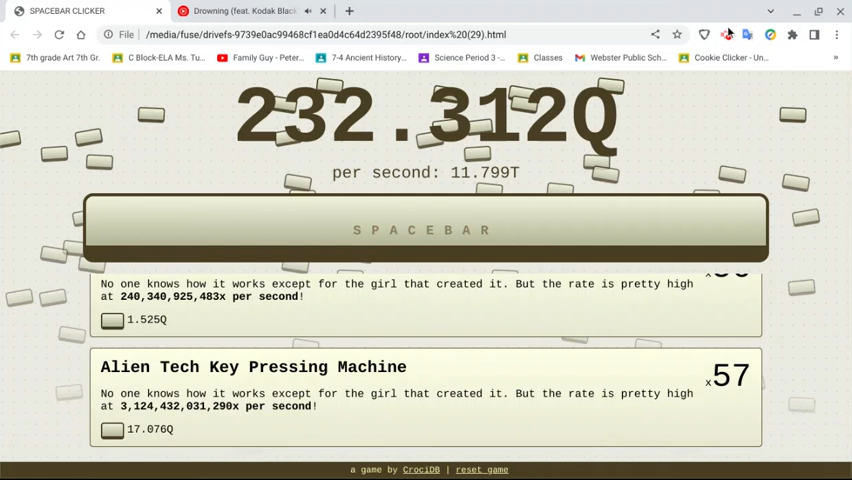 SPACEBAR CLICKER
Drowning (feat. Kodak Blac
File
/media/fuse/drivefs-9739e0ac99468cf1ea0d4c64d2395f48/root/index%20(29).html
7th grade Art 7th Gr.
C Block-ELA Ms. Tu...
Family Guy - Peter...
7-4 Ancient History...
Science Period 3 -...
Classes
Webster Public Sch...
Cookie Clicker - Un...
232.312Q
per second: 11.799T
SPACEBAR
No one knows how it works except for the girl that created it. But the rate is pretty high
at 240,340,925,483x per second!
1.525Q
Alien Tech Key Pressing Machine
x57
No one knows how it works except for the girl that created it. But the rate is pretty high
at 3,124,432,031,290x per second!
17.076Q
a game by CrociDB | reset game